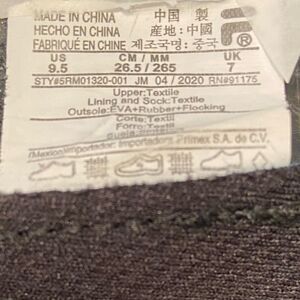 MADE IN CHINA 中国 製
HECHO EN CHINA 産地: 中國
FABRIQUÉ EN CHINE 제조국명: 중국
US CM / MM UK
9.5 26.5 / 265 7
STY#5RM01320-001 JM 04 / 2020 RN#91175
Upper:Textile
Lining and Sock:Textile
Outsole:EVA+Rubber+Flocking
Corte:Textil
Forro:Textil
Suela:
(Mexico)Importador: Importadora Primex S.A. de C.V.